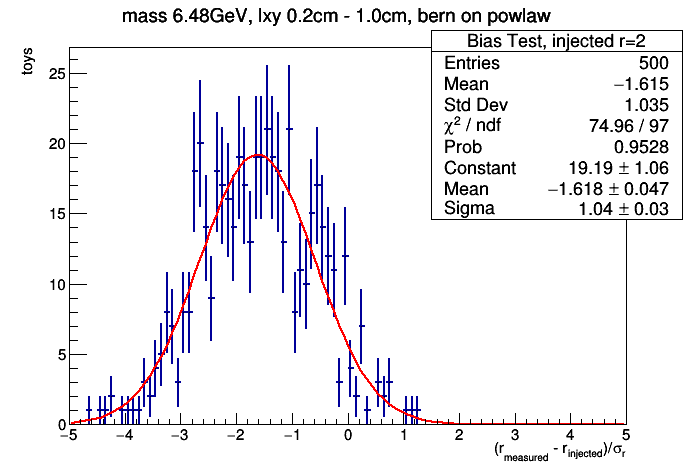 mass 6.48GeV, lxy 0.2cm - 1.0cm, bern on powlaw
Bias Test, injected r=2
Entries 500
Mean −1.615
Std Dev 1.035
χ² / ndf 74.96 / 97
Prob 0.9528
Constant 19.19 ± 1.06
Mean −1.618 ± 0.047
Sigma 1.04 ± 0.03
toys
25
20
15
10
5
0
−5 −4 −3 −2 −1 0 1 2 3 4 5
(r_measured - r_injected)/σ_r